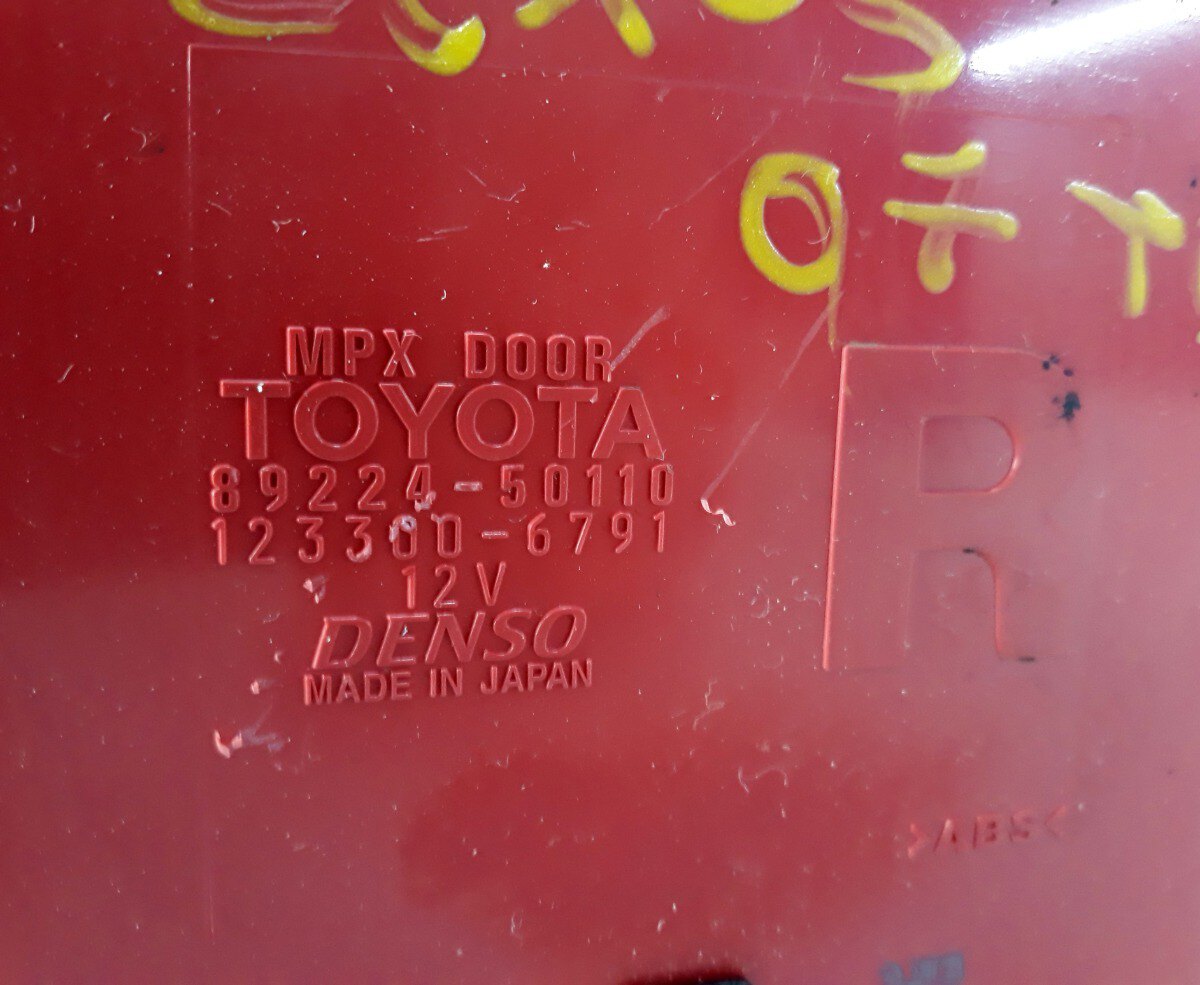 MPX DOOR
TOYOTA
89224-50110
123300-6791
12V
DENSO
MADE IN JAPAN
R
>ABS<